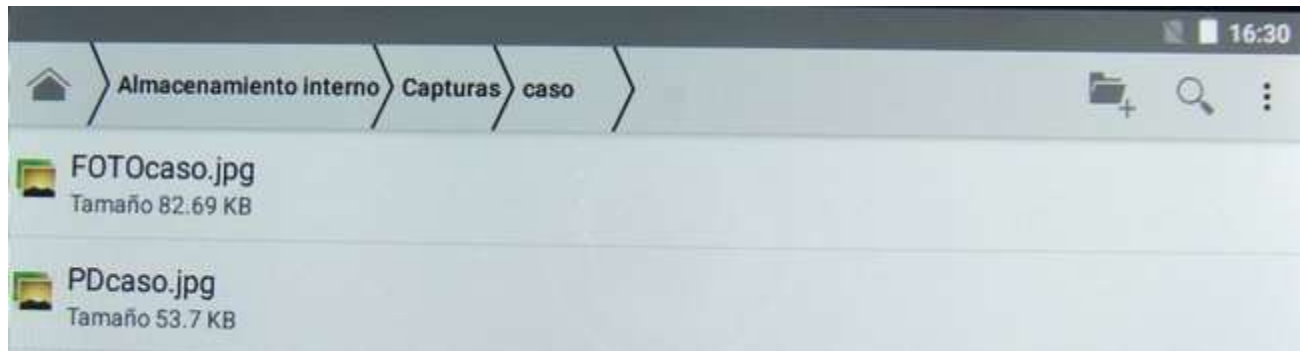 16:30
Almacenamiento interno Capturas caso
FOTOcaso.jpg
Tamaño 82.69 KB
PDcaso.jpg
Tamaño 53.7 KB